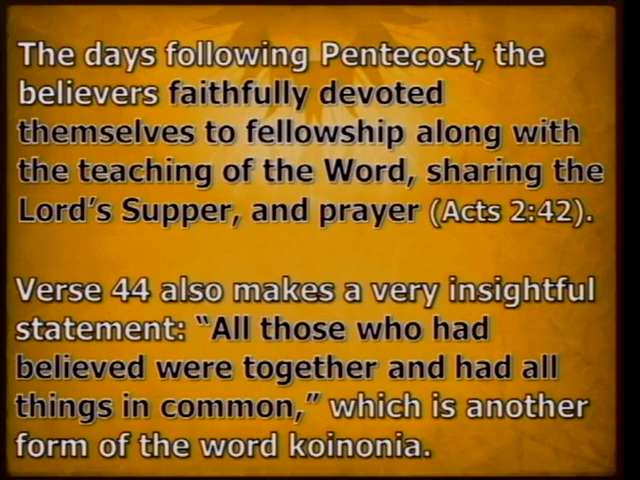 The days following Pentecost, the
believers faithfully devoted
themselves to fellowship along with
the teaching of the Word, sharing the
Lord's Supper, and prayer (Acts 2:42).
Verse 44 also makes a very insightful
statement: “All those who had
believed were together and had all
things in common,” which is another
form of the word koinonia.